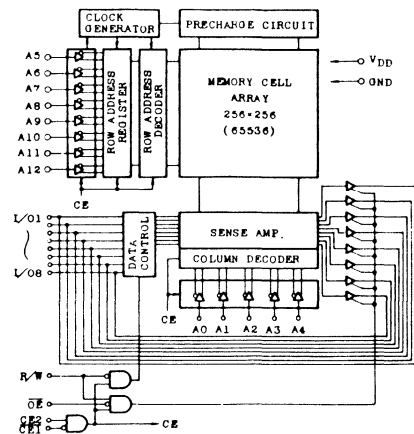 CLOCK
GENERATOR
PRECHARGE CIRCUIT
A5
A6
A7
A8
A9
A10
A11
A12
ROW ADDRESS
REGISTER
ROW ADDRESS
DECODER
MEMORY CELL
ARRAY
256×256
(65536)
VDD
GND
CE
I/O1
I/O8
DATA
CONTROL
SENSE AMP.
COLUMN DECODER
CE
A0 A1 A2 A3 A4
R/W
OE
CE2
CE1
CE